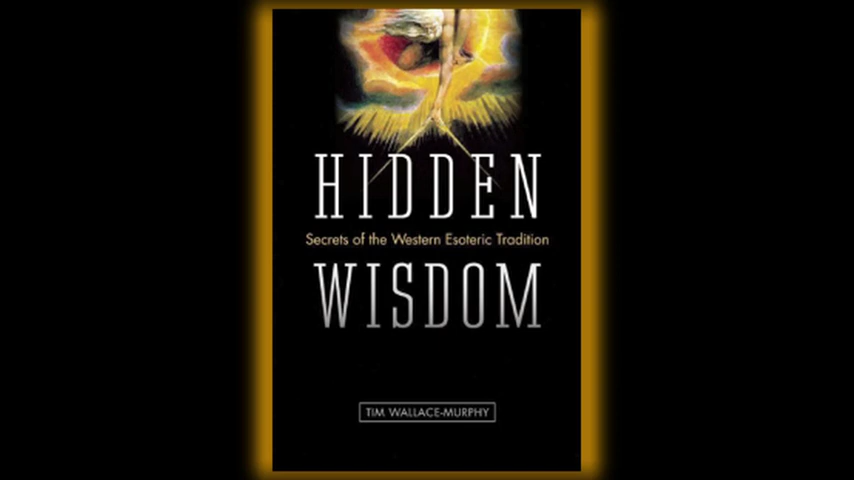 HIDDEN
Secrets of the Western Esoteric Tradition
WISDOM
TIM WALLACE-MURPHY